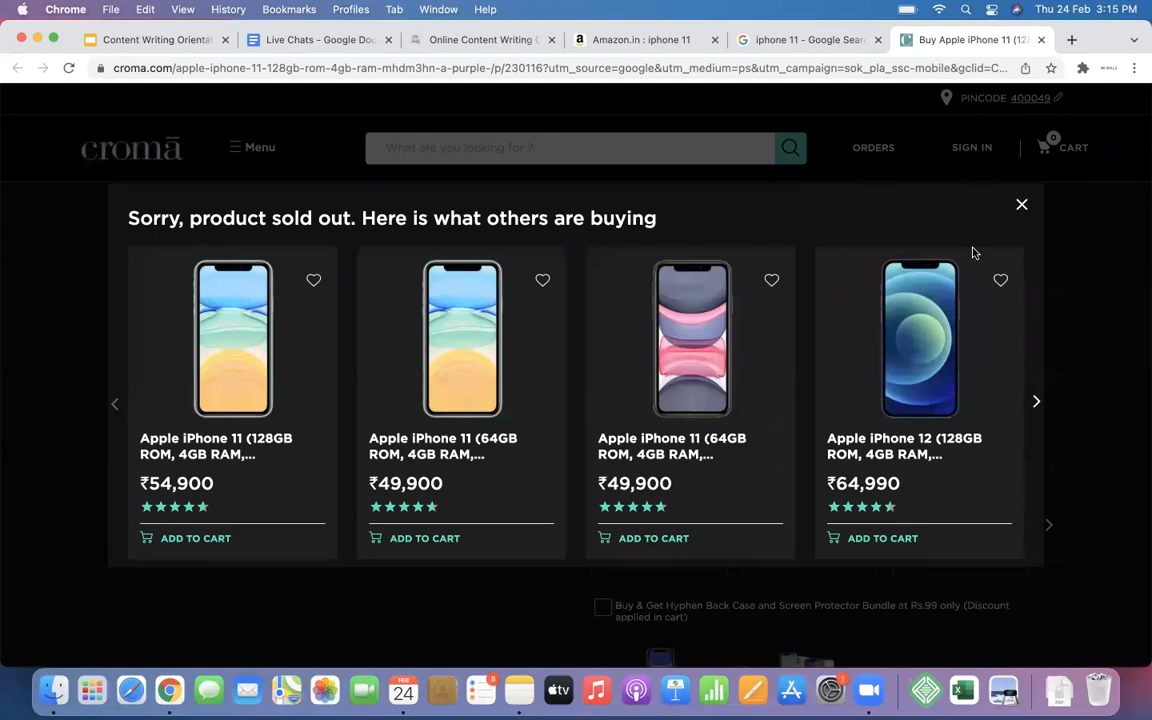 Chrome File Edit View History Bookmarks Profiles Tab Window Help Thu 24 Feb 3:15 PM
Content Writing Orienta Live Chats - Google Do Online Content Writing C Amazon.in : iphone 11 iphone 11 - Google Sear Buy Apple iPhone 11 (12
croma.com/apple-iphone-11-128gb-rom-4gb-ram-mhdm3hn-a-purple-/p/230116?utm_source=google&utm_medium=ps&utm_campaign=sok_pla_ssc-mobile&gclid=C...
PINCODE 400049
croma Menu What are you looking for ? ORDERS SIGN IN 0 CART
Sorry, product sold out. Here is what others are buying
Apple iPhone 11 (128GB Apple iPhone 11 (64GB Apple iPhone 11 (64GB Apple iPhone 12 (128GB
ROM, 4GB RAM,... ROM, 4GB RAM,... ROM, 4GB RAM,... ROM, 4GB RAM,...
₹54,900 ₹49,900 ₹49,900 ₹64,990
ADD TO CART ADD TO CART ADD TO CART ADD TO CART
Buy & Get Hyphen Back Case and Screen Protector Bundle at Rs.99 only (Discount
applied in cart)
FEB 8 1
24 tv